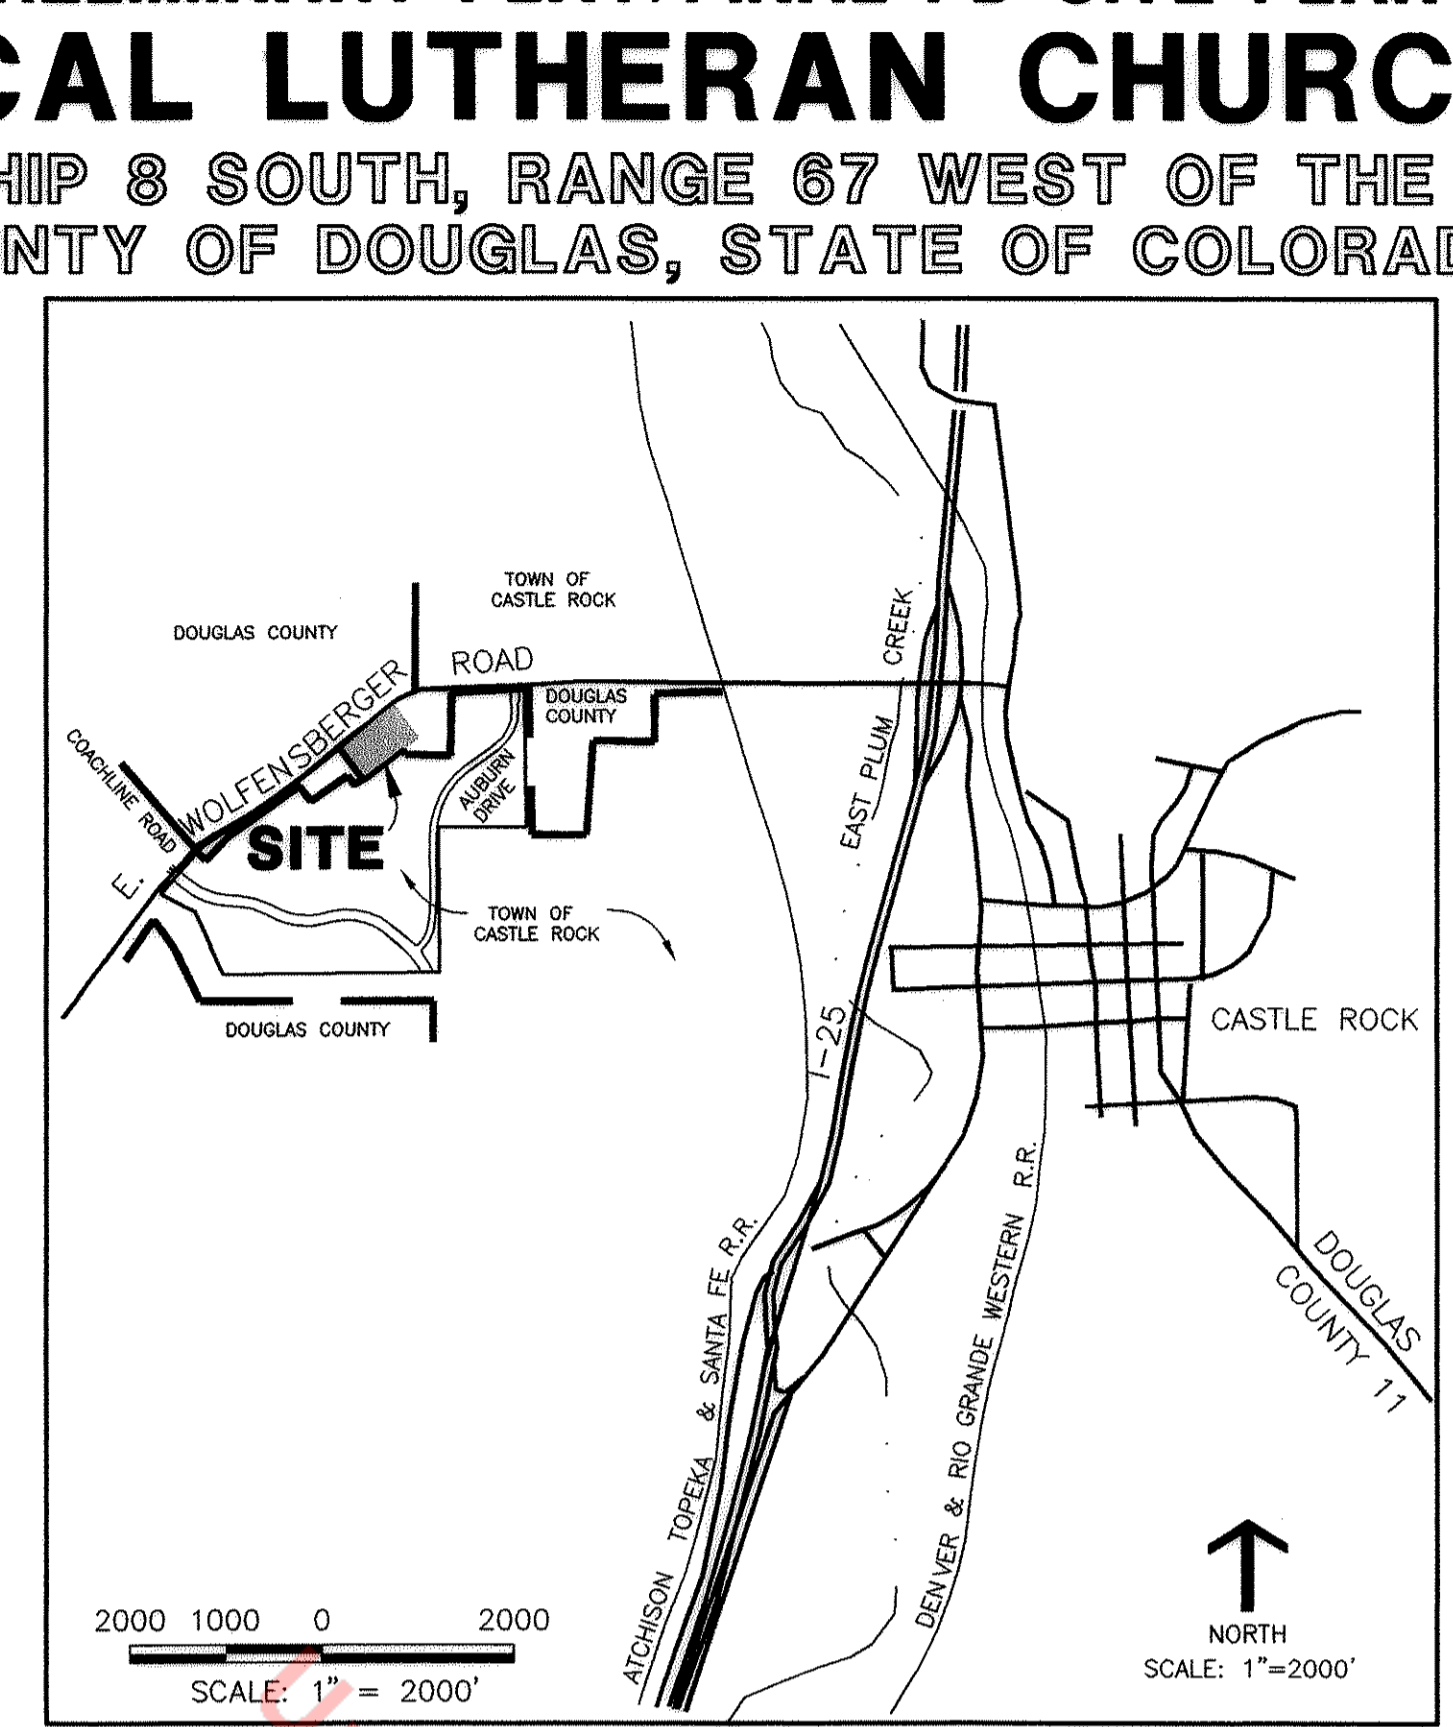 CAL LUTHERAN CHURC
HIP 8 SOUTH, RANGE 67 WEST OF THE
NTY OF DOUGLAS, STATE OF COLORAD
TOWN OF
CASTLE ROCK
DOUGLAS COUNTY
E. WOLFENSBERGER ROAD
DOUGLAS
COUNTY
COACHLINE ROAD
AUBURN
DRIVE
SITE
TOWN OF
CASTLE ROCK
DOUGLAS COUNTY
EAST PLUM CREEK
I-25
CASTLE ROCK
ATCHISON TOPEKA & SANTA FE R.R.
DENVER & RIO GRANDE WESTERN R.R.
DOUGLAS
COUNTY 11
2000 1000 0 2000
SCALE: 1" = 2000'
NORTH
SCALE: 1"=2000'